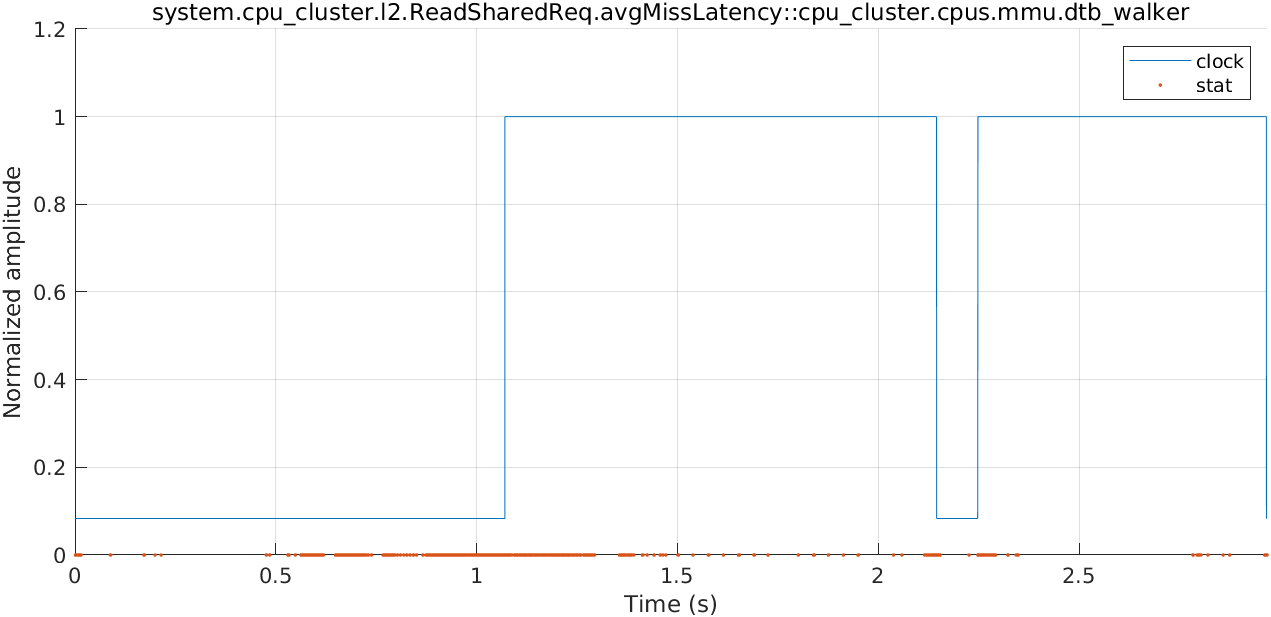 system.cpu_cluster.l2.ReadSharedReq.avgMissLatency::cpu_cluster.cpus.mmu.dtb_walker
1.2
clock
stat
1
0.8
Normalized amplitude
0.6
0.4
0.2
0
0 0.5 1 1.5 2 2.5
Time (s)